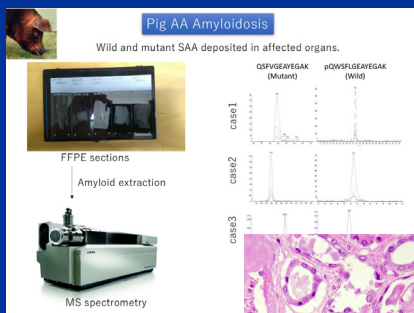 Pig AA Amyloidosis
Wild and mutant SAA deposited in affected organs.
QSFVGEAYEGAK
(Mutant)
pQWSFLGEAYEGAK
(Wild)
case1
case2
case3
FFPE sections
Amyloid extraction
MS spectrometry